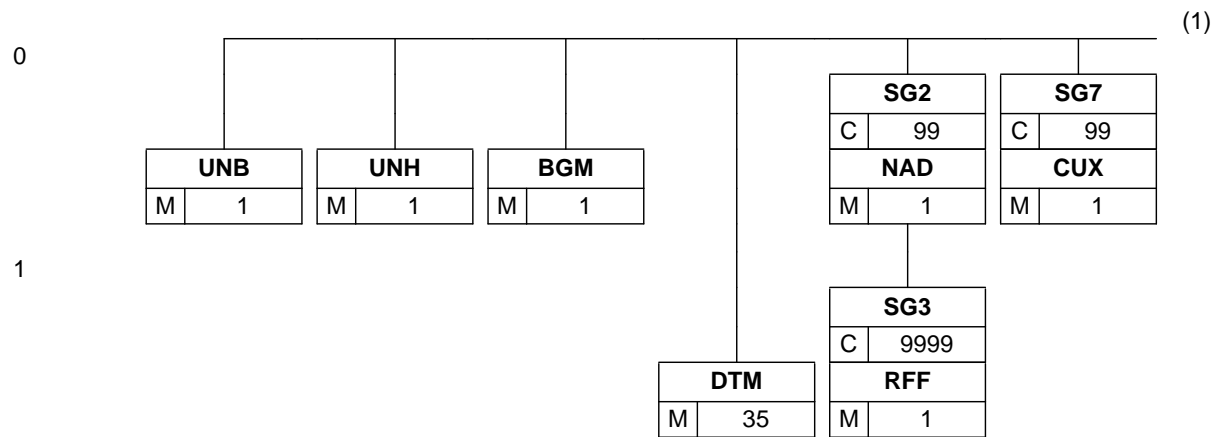 (1)
0
SG2 SG7
C 99 C 99
UNB UNH BGM NAD CUX
M 1 M 1 M 1 M 1 M 1
1
SG3
C 9999
DTM RFF
M 35 M 1